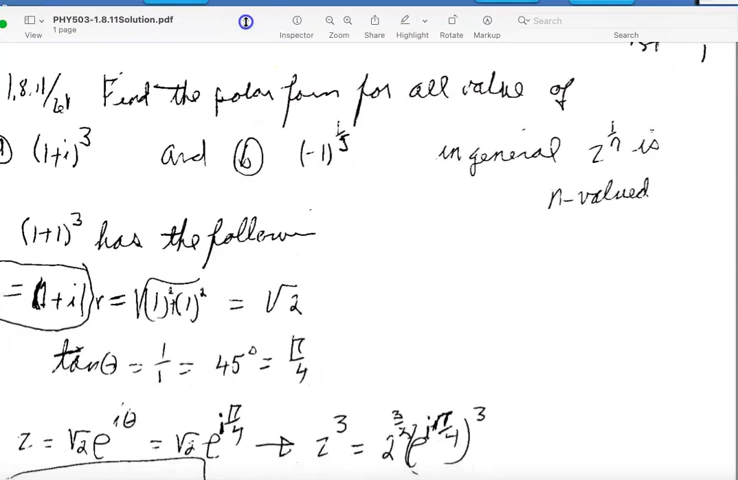 PHY503-1.8.11Solution.pdf
1 page
View Inspector Zoom Share Highlight Rotate Markup Search Search
1.8.11/ Find the polar form for all value of
(1+i)^3 and (b) (-1)^{1/5} in general z^{1/n} is
n-valued
(1+1)^3 has the followin
= (1+i) r = √(1)^2+(1)^2 = √2
tanθ = 1/1 = 45° = π/4
z = √2 e^{iθ} = √2 e^{iπ/4} → z^3 = 2^{3/2} (e^{iπ/4})^3